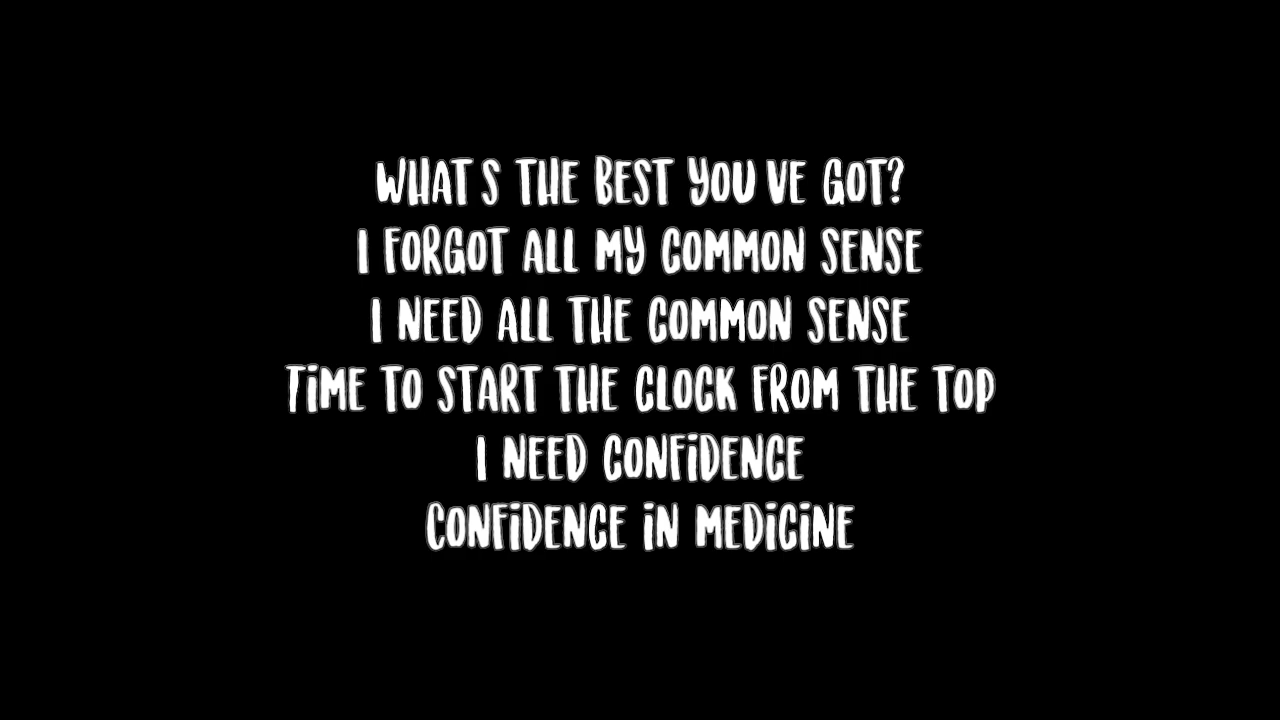 WHAT S THE BEST YOU VE GOT?
I FORGOT ALL MY COMMON SENSE
I NEED ALL THE COMMON SENSE
TiME TO START THE CLOCK FROM THE TOP
I NEED CONFiDENCE
CONFiDENCE iN MEDiCiNE